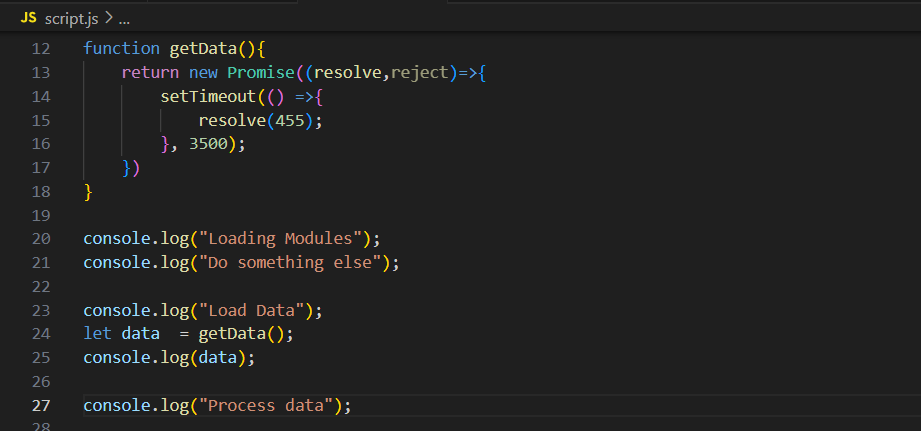 JS script.js > ...
12 function getData(){
13     return new Promise((resolve,reject)=>{
14         setTimeout(() =>{
15             resolve(455);
16         }, 3500);
17     })
18 }
19
20 console.log("Loading Modules");
21 console.log("Do something else");
22
23 console.log("Load Data");
24 let data  = getData();
25 console.log(data);
26
27 console.log("Process data");
28